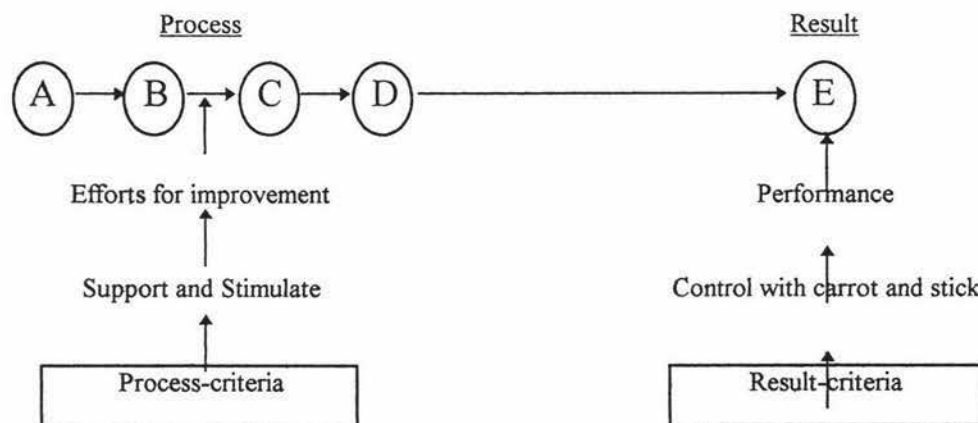 Process Result
A B C D E
Efforts for improvement Performance
Support and Stimulate Control with carrot and stick
Process-criteria Result-criteria